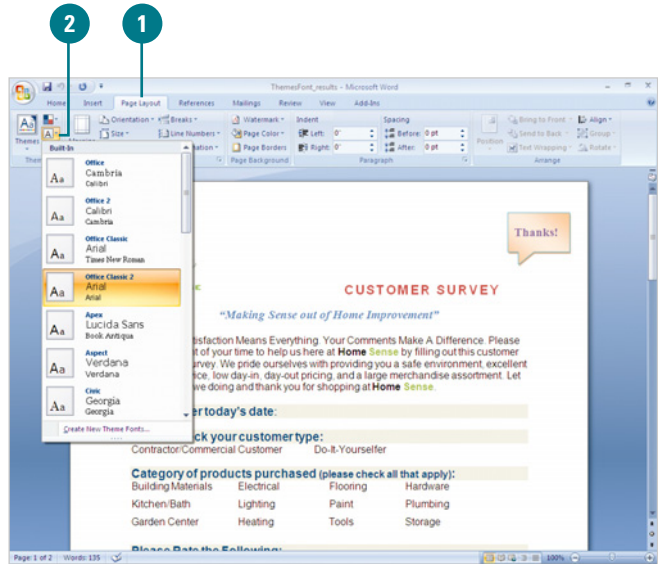 2 1
ThemesFont_results - Microsoft Word
Home Insert Page Layout References Mailings Review View Add-Ins
Themes
A
Orientation Breaks Watermark Indent Spacing Bring to Front Align
Size Line Numbers Page Color Left: 0" Before: 0 pt Send to Back Group
Page Borders Right: 0" After: 0 pt Position Text Wrapping Rotate
Page Background Paragraph Arrange
Built-In
Office
Aa Cambria
Calibri
Office 2
Aa Calibri
Cambria
Office Classic
Aa Arial
Times New Roman
Office Classic 2
Aa Arial
Arial
Apex
Aa Lucida Sans
Book Antiqua
Aspect
Aa Verdana
Verdana
Civic
Aa Georgia
Georgia
Create New Theme Fonts...
Thanks!
CUSTOMER SURVEY
"Making Sense out of Home Improvement"
Means Everything. Your Comments Make A Difference. Please
of your time to help us here at Home Sense by filling out this customer
We pride ourselves with providing you a safe environment, excellent
low day-in, day-out pricing, and a large merchandise assortment. Let
we doing and thank you for shopping at Home Sense.
today's date:
your customer type:
Contractor/Commercial Customer Do-It-Yourselfer
Category of products purchased (please check all that apply):
Building Materials Electrical Flooring Hardware
Kitchen/Bath Lighting Paint Plumbing
Garden Center Heating Tools Storage
Please Rate the Following:
Page: 1 of 2 Words: 135 100%